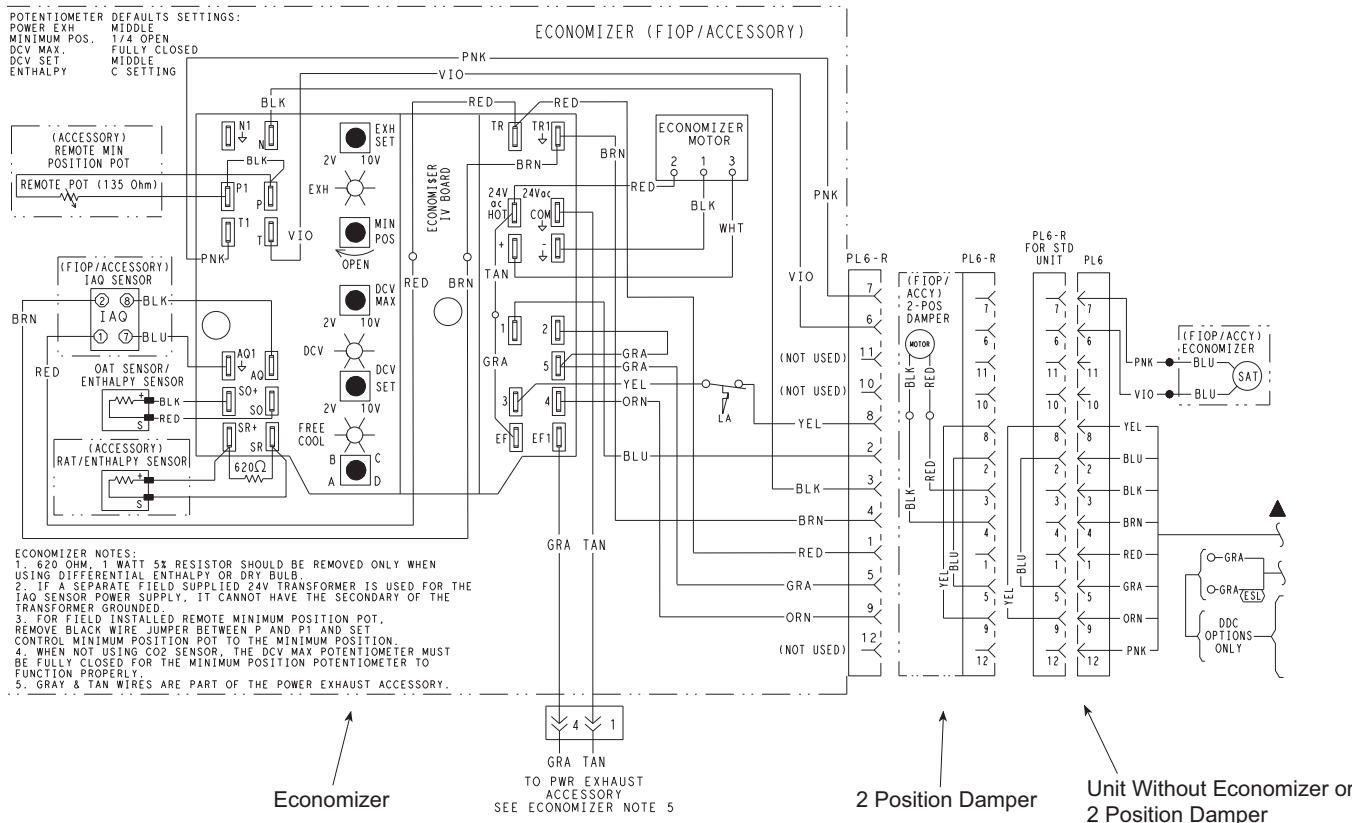 POTENTIOMETER DEFAULTS SETTINGS:
POWER EXH MIDDLE
MINIMUM POS. 1/4 OPEN
DCV MAX. FULLY CLOSED
DCV SET MIDDLE
ENTHALPY C SETTING
ECONOMIZER (FIOP/ACCESSORY)
PNK
VIO
RED
RED
BLK
N1
N
EXH SET
2V 10V
TR
TR1
BRN
BRN
ECONOMIZER MOTOR
2 1 3
RED
BLK
WHT
(ACCESSORY)
REMOTE MIN
POSITION POT
REMOTE POT (135 Ohm)
BLK
P1
P
EXH
ECONOMI$ER
IV BOARD
24V
ac
HOT
24Vac
COM
PNK
T1
T
VIO
PNK
MIN
POS
OPEN
+
-
TAN
RED
BRN
VIO
(FIOP/ACCESSORY)
IAQ SENSOR
2 8
IAQ
1 7
BLK
BLU
BRN
RED
DCV
MAX
2V 10V
DCV
DCV
SET
2V 10V
1
2
5
GRA
GRA
GRA
YEL
ORN
3
4
EF
EF1
LA
AQ1
AQ
OAT SENSOR/
ENTHALPY SENSOR
+
S
BLK
RED
SO+
SO
SR+
SR
620Ω
FREE
COOL
B C
A D
(ACCESSORY)
RAT/ENTHALPY SENSOR
+
S
PL6-R
7
6
(NOT USED) 11
(NOT USED) 10
YEL 8
BLU 2
BLK 3
BRN 4
RED 1
GRA 5
ORN 9
(NOT USED) 12
(FIOP/
ACCY)
2-POS
DAMPER
MOTOR
BLK
RED
BLK
RED
YEL
BLU
PL6-R
7
6
11
10
8
2
3
4
1
5
9
12
PL6-R
FOR STD
UNIT
7
6
11
10
8
2
3
4
1
5
9
12
YEL
BLU
PL6
7
6
11
10
8
2
3
4
1
5
9
12
PNK
VIO
BLU
BLU
(FIOP/ACCY)
ECONOMIZER
SAT
YEL
BLU
BLK
BRN
RED
GRA
ORN
PNK
GRA
GRA
ESL
DDC
OPTIONS
ONLY
GRA TAN
ECONOMIZER NOTES:
1. 620 OHM, 1 WATT 5% RESISTOR SHOULD BE REMOVED ONLY WHEN
USING DIFFERENTIAL ENTHALPY OR DRY BULB.
2. IF A SEPARATE FIELD SUPPLIED 24V TRANSFORMER IS USED FOR THE
IAQ SENSOR POWER SUPPLY, IT CANNOT HAVE THE SECONDARY OF THE
TRANSFORMER GROUNDED.
3. FOR FIELD INSTALLED REMOTE MINIMUM POSITION POT,
REMOVE BLACK WIRE JUMPER BETWEEN P AND P1 AND SET
CONTROL MINIMUM POSITION POT TO THE MINIMUM POSITION.
4. WHEN NOT USING CO2 SENSOR, THE DCV MAX POTENTIOMETER MUST
BE FULLY CLOSED FOR THE MINIMUM POSITION POTENTIOMETER TO
FUNCTION PROPERLY.
5. GRAY & TAN WIRES ARE PART OF THE POWER EXHAUST ACCESSORY.
4 1
GRA TAN
TO PWR EXHAUST
ACCESSORY
SEE ECONOMIZER NOTE 5
Economizer
2 Position Damper
Unit Without Economizer or
2 Position Damper